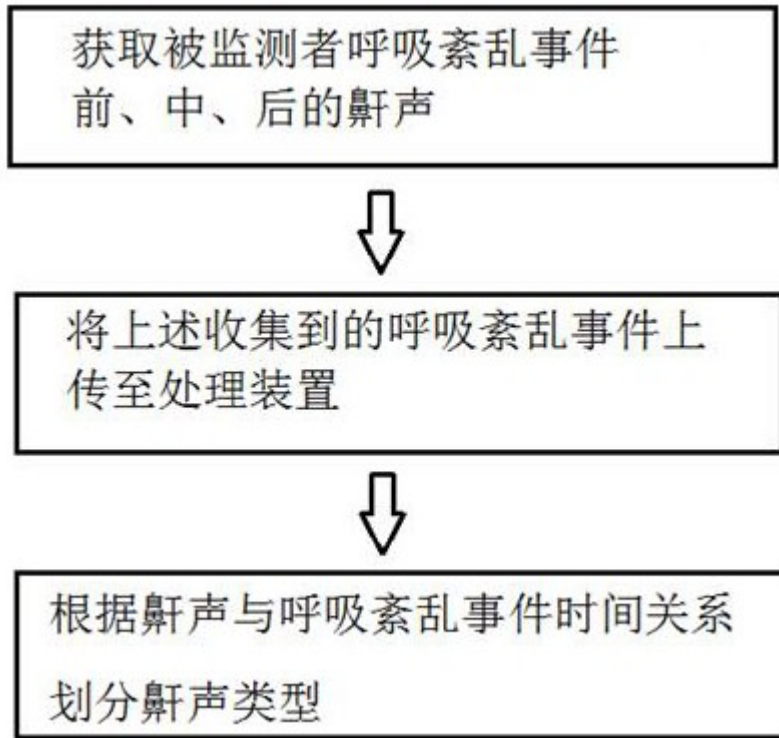 获取被监测者呼吸紊乱事件
前、中、后的鼾声
将上述收集到的呼吸紊乱事件上
传至处理装置
根据鼾声与呼吸紊乱事件时间关系
划分鼾声类型